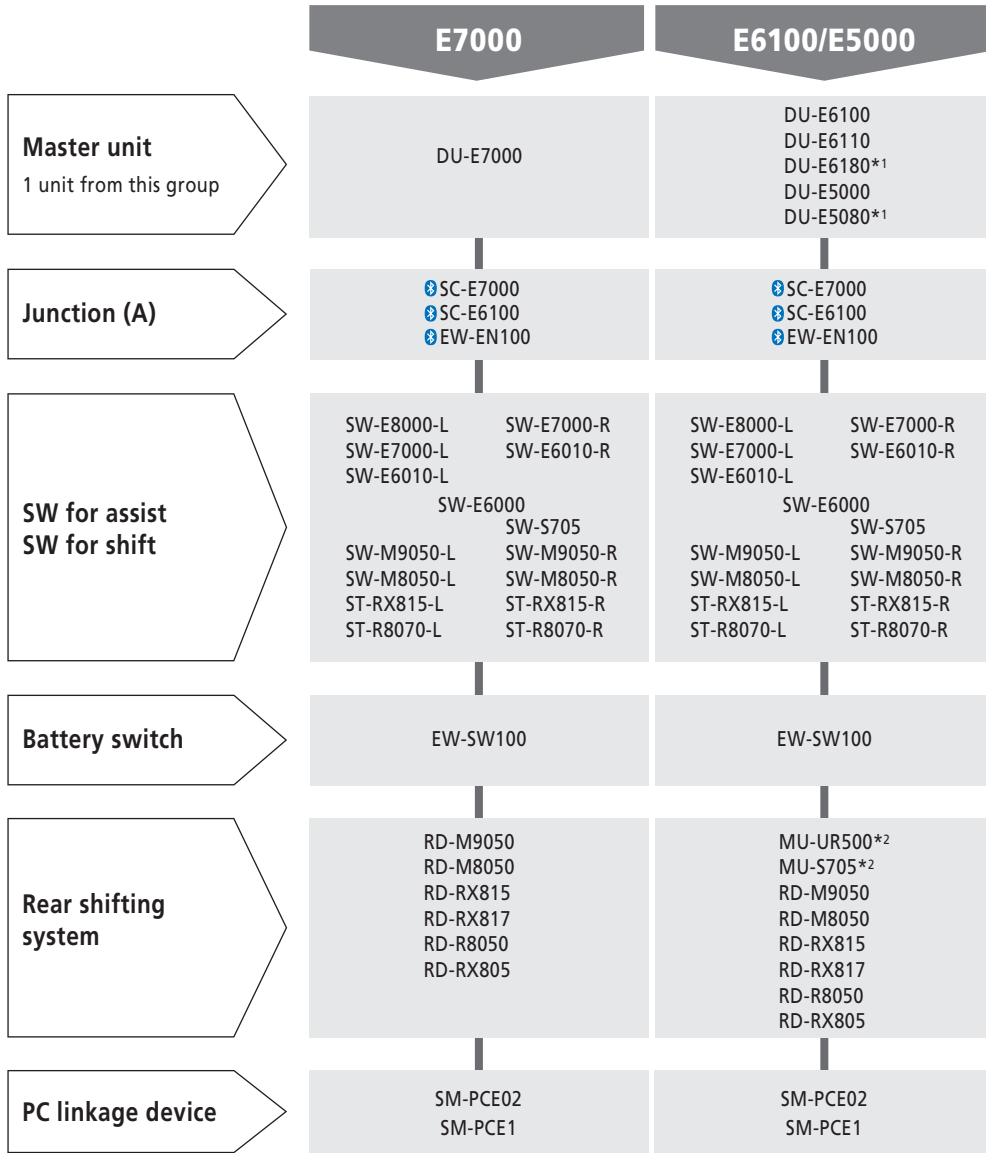 E7000 E6100/E5000
Master unit
1 unit from this group
DU-E7000
DU-E6100
DU-E6110
DU-E6180*1
DU-E5000
DU-E5080*1
Junction (A)
SC-E7000
SC-E6100
EW-EN100
SC-E7000
SC-E6100
EW-EN100
SW for assist
SW for shift
SW-E8000-L SW-E7000-R
SW-E7000-L SW-E6010-R
SW-E6010-L
SW-E6000
SW-S705
SW-M9050-L SW-M9050-R
SW-M8050-L SW-M8050-R
ST-RX815-L ST-RX815-R
ST-R8070-L ST-R8070-R
SW-E8000-L SW-E7000-R
SW-E7000-L SW-E6010-R
SW-E6010-L
SW-E6000
SW-S705
SW-M9050-L SW-M9050-R
SW-M8050-L SW-M8050-R
ST-RX815-L ST-RX815-R
ST-R8070-L ST-R8070-R
Battery switch
EW-SW100
EW-SW100
Rear shifting
system
RD-M9050
RD-M8050
RD-RX815
RD-RX817
RD-R8050
RD-RX805
MU-UR500*2
MU-S705*2
RD-M9050
RD-M8050
RD-RX815
RD-RX817
RD-R8050
RD-RX805
PC linkage device
SM-PCE02
SM-PCE1
SM-PCE02
SM-PCE1